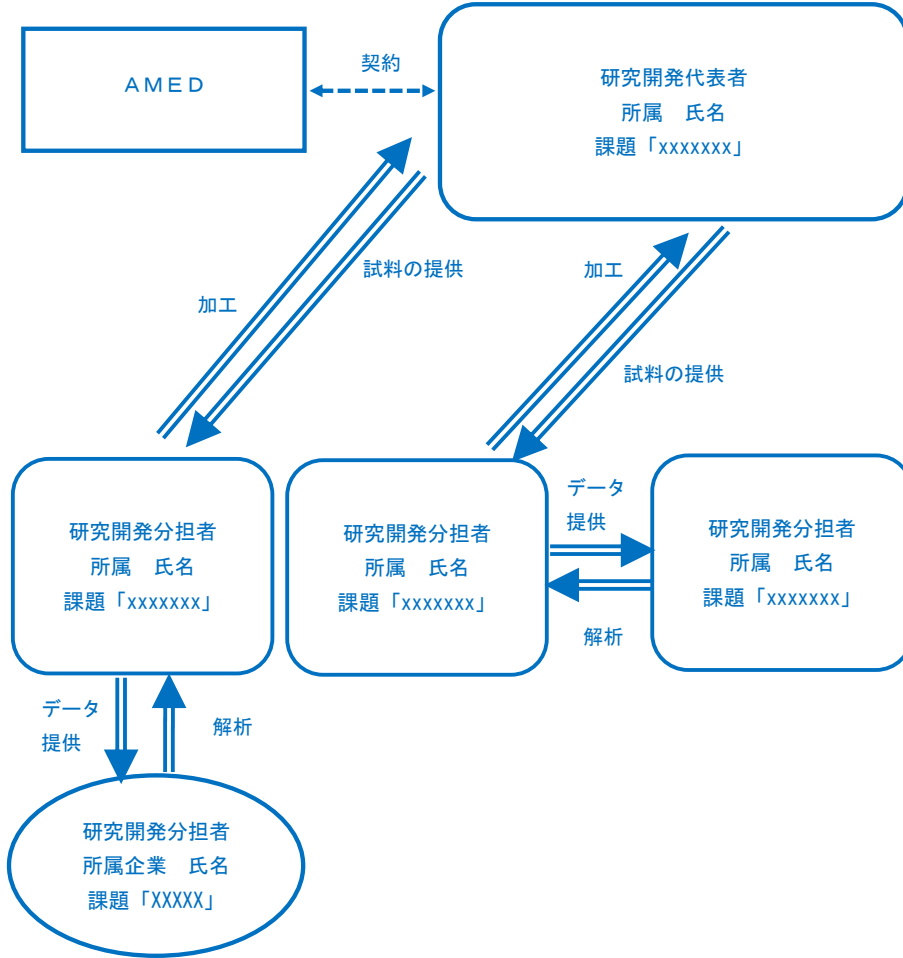 AMED
契約
研究開発代表者
所属　氏名
課題「xxxxxxx」
加工
試料の提供
加工
試料の提供
研究開発分担者
所属　氏名
課題「xxxxxxx」
研究開発分担者
所属　氏名
課題「xxxxxxx」
データ
提供
解析
研究開発分担者
所属　氏名
課題「xxxxxxx」
データ
提供
解析
研究開発分担者
所属企業　氏名
課題「XXXXX」